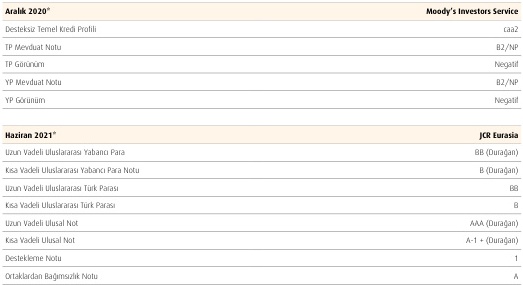 Aralık 2020* Moody's Investors Service
Desteksiz Temel Kredi Profili caa2
TP Mevduat Notu B2/NP
TP Görünüm Negatif
YP Mevduat Notu B2/NP
YP Görünüm Negatif
Haziran 2021* JCR Eurasia
Uzun Vadeli Uluslararası Yabancı Para BB (Durağan)
Kısa Vadeli Uluslararası Yabancı Para Notu B (Durağan)
Uzun Vadeli Uluslararası Türk Parası BB
Kısa Vadeli Uluslararası Türk Parası B
Uzun Vadeli Ulusal Not AAA (Durağan)
Kısa Vadeli Ulusal Not A-1 + (Durağan)
Destekleme Notu 1
Ortaklardan Bağımsızlık Notu A